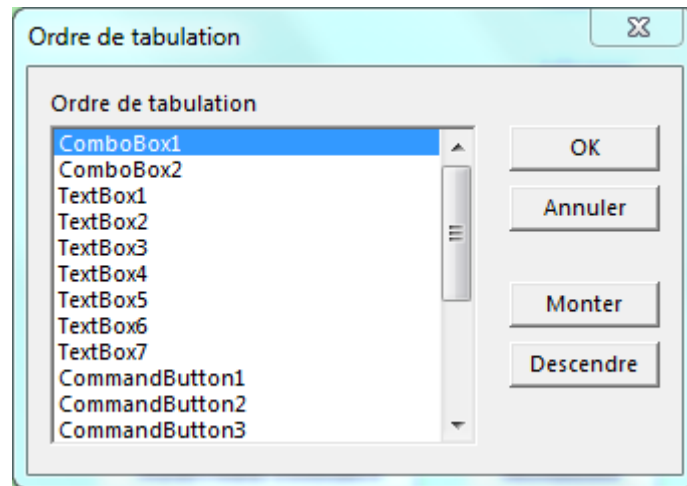 Ordre de tabulation
Ordre de tabulation
ComboBox1
ComboBox2
TextBox1
TextBox2
TextBox3
TextBox4
TextBox5
TextBox6
TextBox7
CommandButton1
CommandButton2
CommandButton3
OK
Annuler
Monter
Descendre